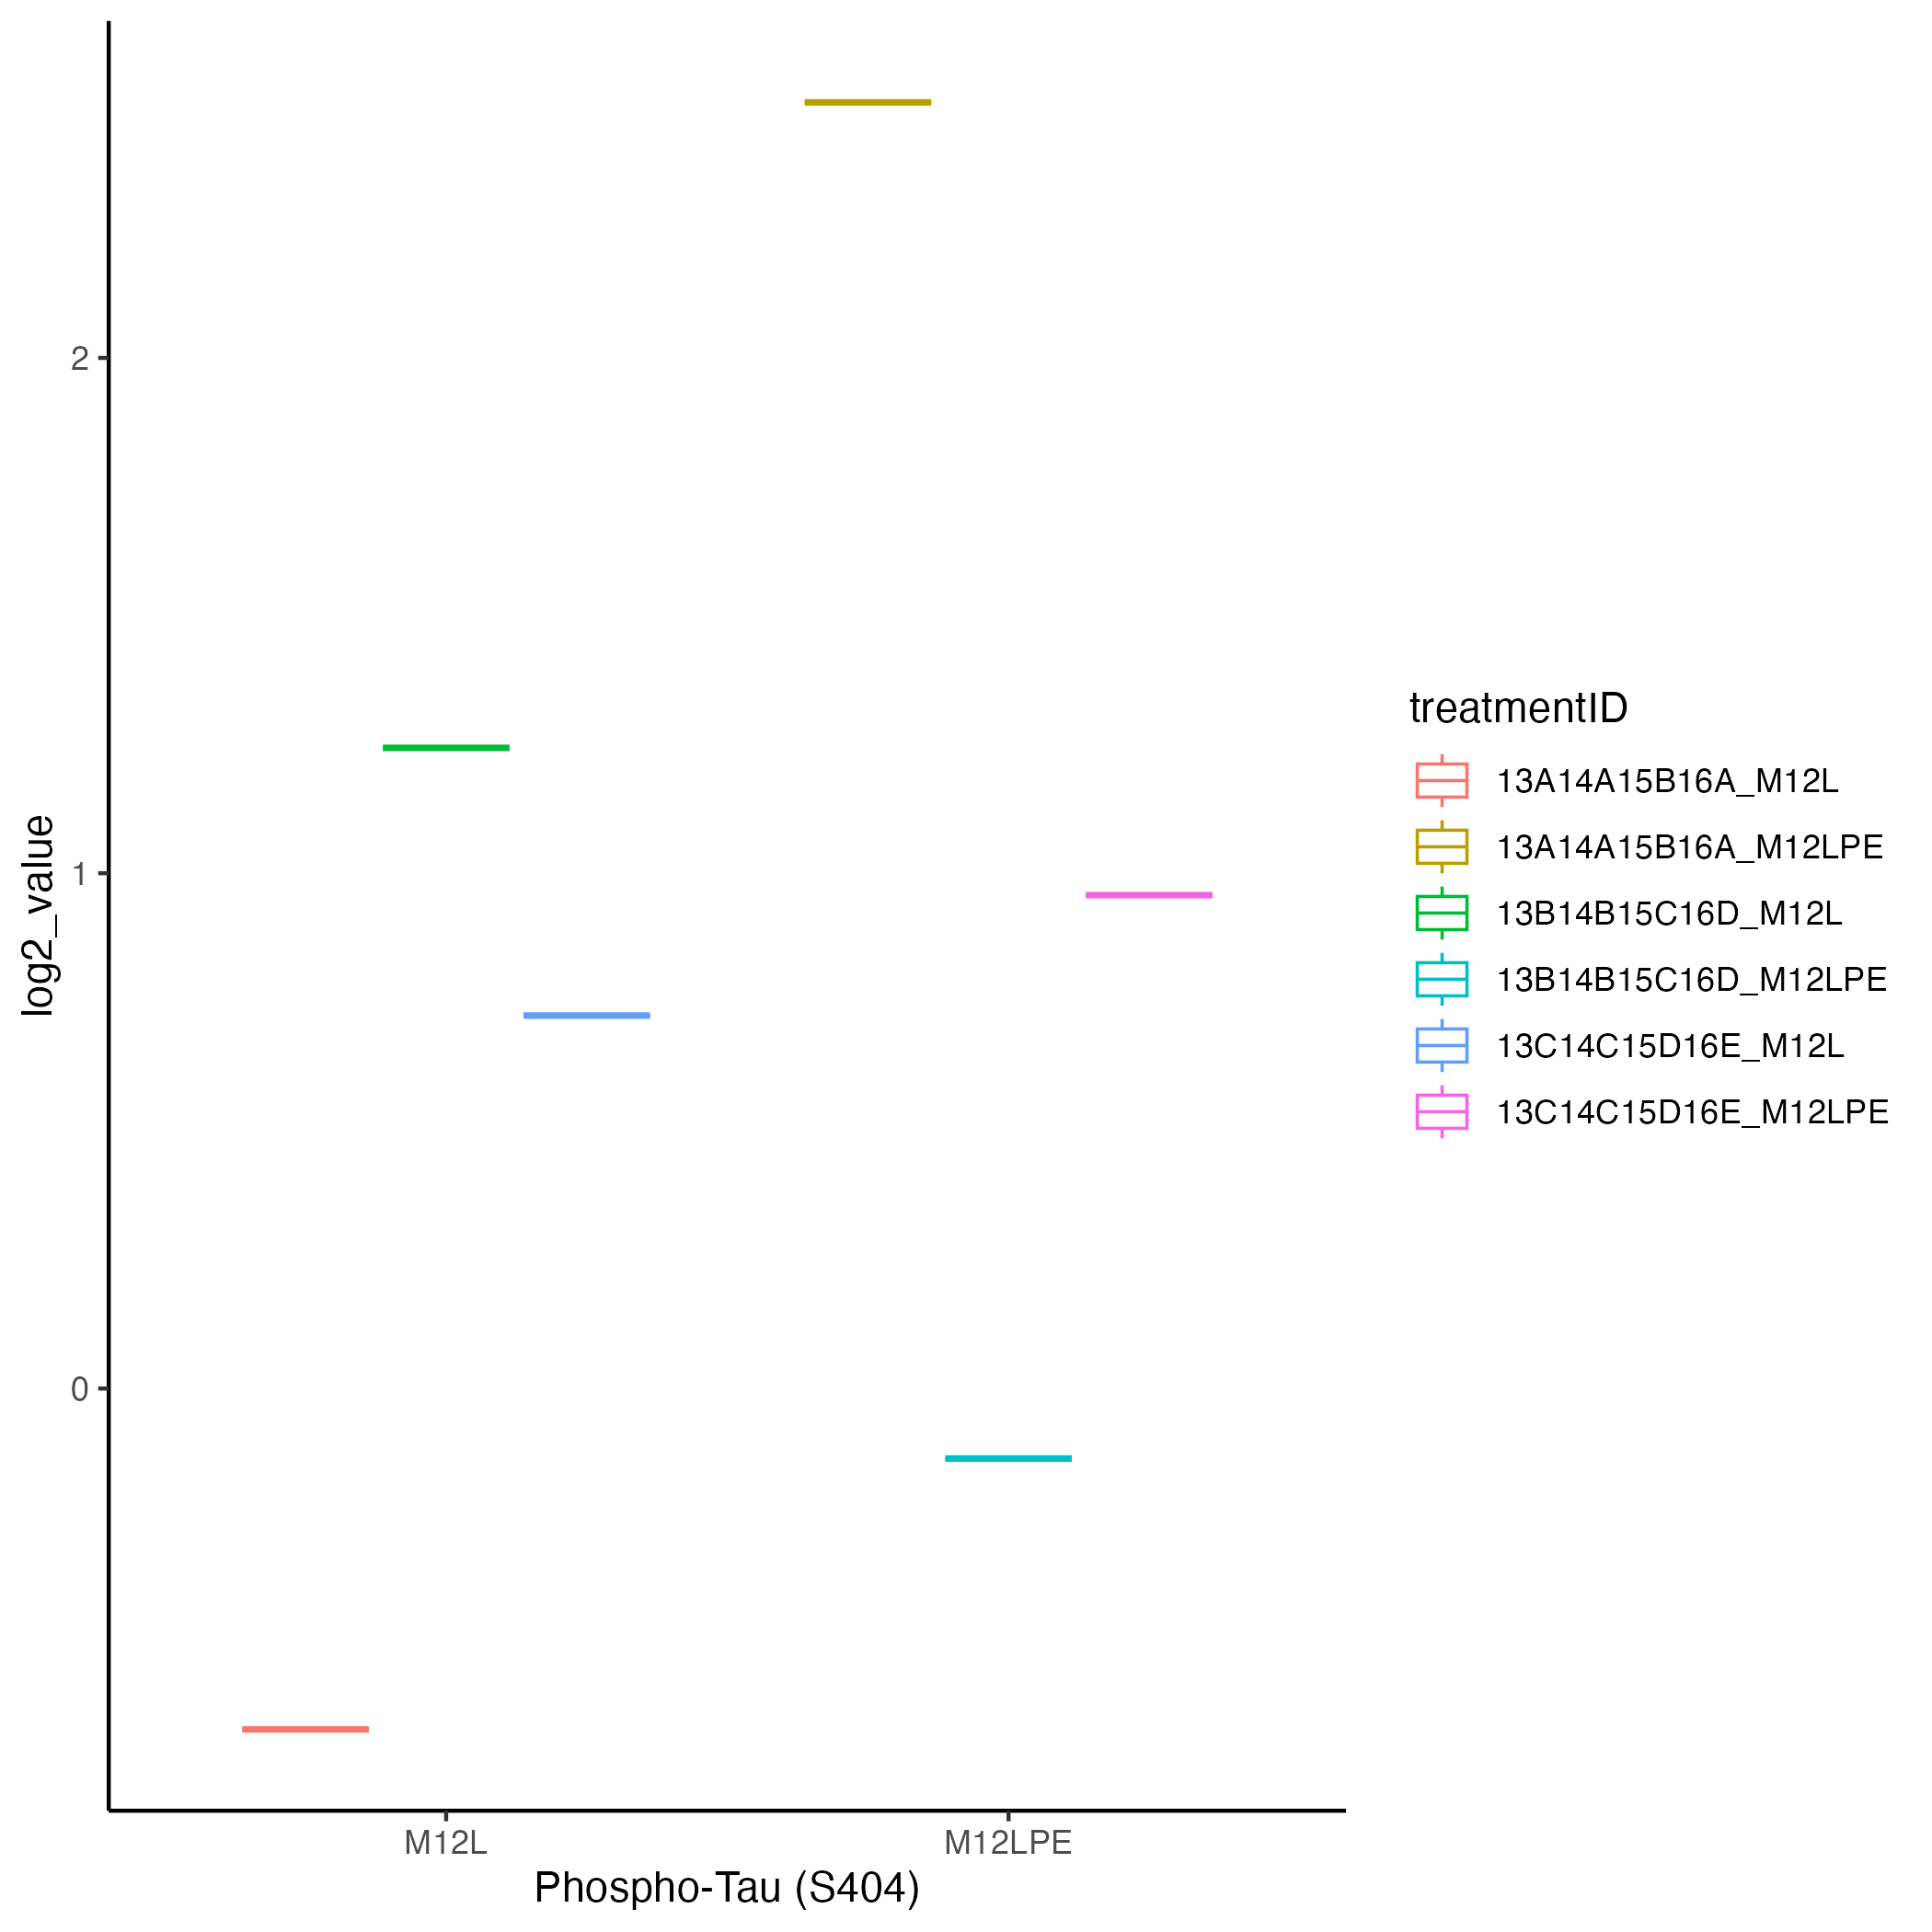 log2_value
2
1
0
M12L
M12LPE
Phospho-Tau (S404)
treatmentID
13A14A15B16A_M12L
13A14A15B16A_M12LPE
13B14B15C16D_M12L
13B14B15C16D_M12LPE
13C14C15D16E_M12L
13C14C15D16E_M12LPE